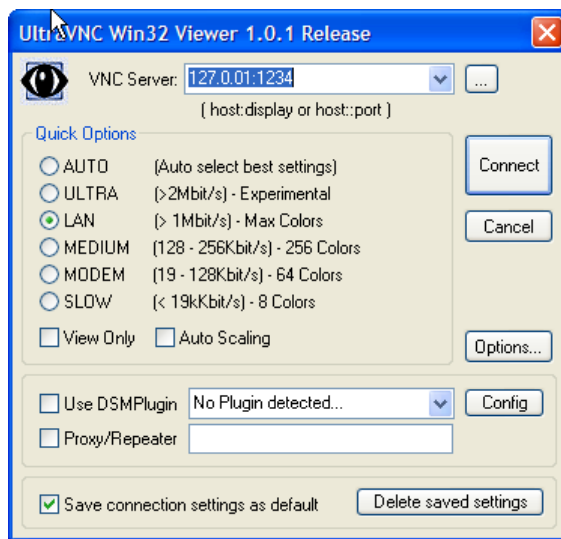 UltraVNC Win32 Viewer 1.0.1 Release
VNC Server: 127.0.01:1234 ...
( host:display or host::port )
Quick Options
AUTO (Auto select best settings)
ULTRA (>2Mbit/s) - Experimental
LAN (> 1Mbit/s) - Max Colors
MEDIUM (128 - 256Kbit/s) - 256 Colors
MODEM (19 - 128Kbit/s) - 64 Colors
SLOW (< 19kKbit/s) - 8 Colors
View Only Auto Scaling
Connect
Cancel
Options...
Use DSMPlugin No Plugin detected... Config
Proxy/Repeater
Save connection settings as default Delete saved settings